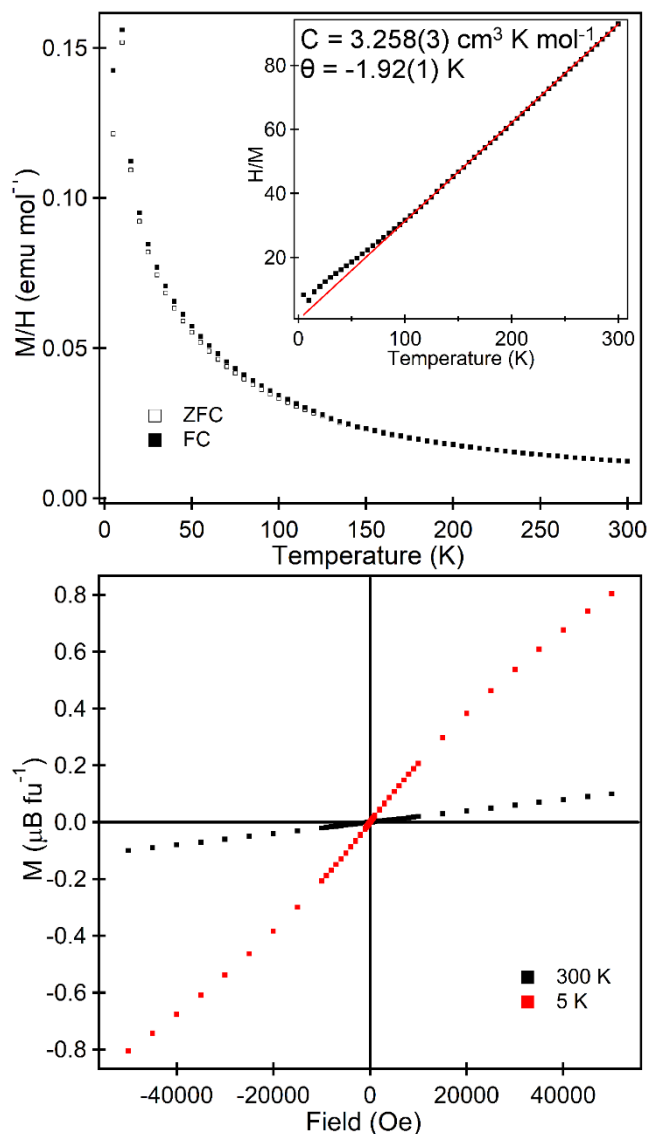 0.15
0.10
0.05
0.00
M/H (emu mol⁻¹)
C = 3.258(3) cm³ K mol⁻¹
θ = -1.92(1) K
80
60
40
20
H/M
0 100 200 300
Temperature (K)
ZFC
FC
0 50 100 150 200 250 300
Temperature (K)
0.8
0.6
0.4
0.2
0.0
-0.2
-0.4
-0.6
-0.8
M (μB fu⁻¹)
300 K
5 K
-40000 -20000 0 20000 40000
Field (Oe)